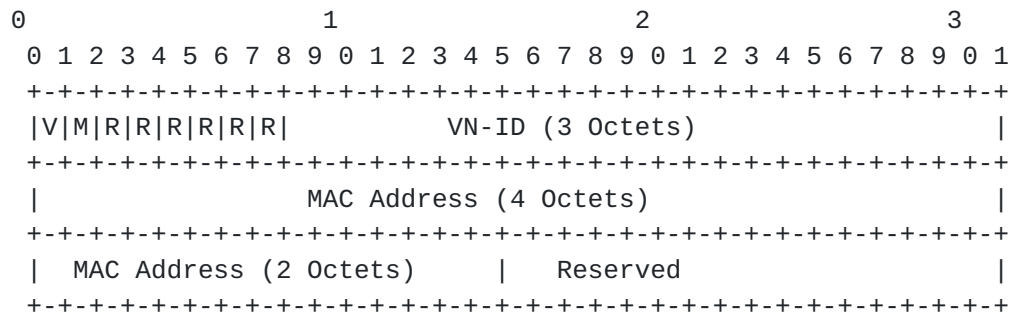 0                   1                   2                   3
 0 1 2 3 4 5 6 7 8 9 0 1 2 3 4 5 6 7 8 9 0 1 2 3 4 5 6 7 8 9 0 1
 +-+-+-+-+-+-+-+-+-+-+-+-+-+-+-+-+-+-+-+-+-+-+-+-+-+-+-+-+-+-+-+
 |V|M|R|R|R|R|R|R|          VN-ID (3 Octets)                   |
 +-+-+-+-+-+-+-+-+-+-+-+-+-+-+-+-+-+-+-+-+-+-+-+-+-+-+-+-+-+-+-+
 |                 MAC Address (4 Octets)                      |
 +-+-+-+-+-+-+-+-+-+-+-+-+-+-+-+-+-+-+-+-+-+-+-+-+-+-+-+-+-+-+-+
 |  MAC Address (2 Octets)     |   Reserved                    |
 +-+-+-+-+-+-+-+-+-+-+-+-+-+-+-+-+-+-+-+-+-+-+-+-+-+-+-+-+-+-+-+